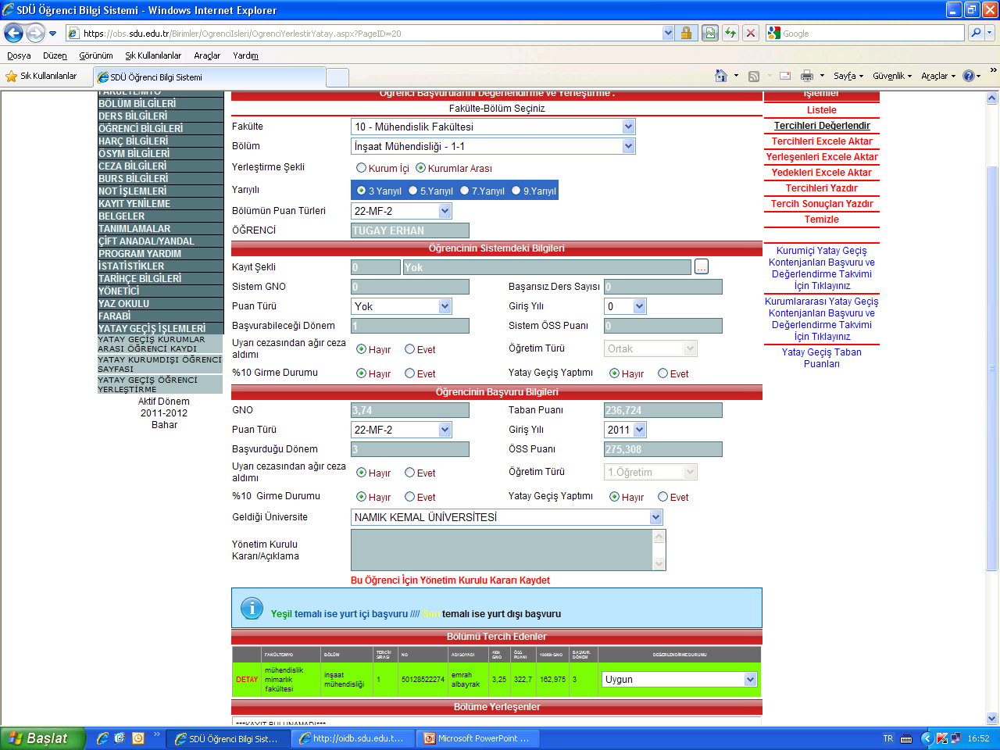 SDÜ Öğrenci Bilgi Sistemi - Windows Internet Explorer
https://obs.sdu.edu.tr/Birimler/OgrenciIsleri/OgrenciYerlestirYatay.aspx?PageID=20
Google
Dosya Düzen Görünüm Sık Kullanılanlar Araçlar Yardım
Sık Kullanılanlar
SDÜ Öğrenci Bilgi Sistemi
Sayfa Güvenlik Araçlar
FAKÜLTE/MYO
BÖLÜM BİLGİLERİ
DERS BİLGİLERİ
ÖĞRENCİ BİLGİLERİ
HARÇ BİLGİLERİ
ÖSYM BİLGİLERİ
CEZA BİLGİLERİ
BURS BİLGİLERİ
NOT İŞLEMLERİ
KAYIT YENİLEME
BELGELER
TANIMLAMALAR
ÇİFT ANADAL/YANDAL
PROGRAM YARDIM
İSTATİSTİKLER
TARİHÇE BİLGİLERİ
YÖNETİCİ
YAZ OKULU
FARABİ
YATAY GEÇİŞ İŞLEMLERİ
YATAY GEÇİŞ KURUMLAR
ARASI ÖĞRENCİ KAYDI
YATAY KURUMDIŞI ÖĞRENCİ
SAYFASI
YATAY GEÇİŞ ÖĞRENCİ
YERLEŞTİRME
Aktif Dönem
2011-2012
Bahar
Öğrenci Başvurularını Değerlendirme ve Yerleştirme .
Fakülte-Bölüm Seçiniz
Fakülte 10 - Mühendislik Fakültesi
Bölüm İnşaat Mühendisliği - 1-1
Yerleştirme Şekli Kurum İçi Kurumlar Arası
Yarıyılı 3 Yarıyıl 5.Yarıyıl 7.Yarıyıl 9.Yarıyıl
Bölümün Puan Türleri 22-MF-2
ÖĞRENCİ TUGAY ERHAN
Öğrencinin Sistemdeki Bilgileri
Kayıt Şekli 0 Yok ...
Sistem GNO 0 Başarısız Ders Sayısı 0
Puan Türü Yok Giriş Yılı 0
Başvurabileceği Dönem 1 Sistem ÖSS Puanı 0
Uyarı cezasından ağır ceza
aldımı Hayır Evet Öğretim Türü Ortak
%10 Girme Durumu Hayır Evet Yatay Geçiş Yaptımı Hayır Evet
Öğrencinin Başvuru Bilgileri
GNO 3,74 Taban Puanı 236,724
Puan Türü 22-MF-2 Giriş Yılı 2011
Başvurduğu Dönem 3 ÖSS Puanı 275,308
Uyarı cezasından ağır ceza
aldımı Hayır Evet Öğretim Türü 1.Öğretim
%10 Girme Durumu Hayır Evet Yatay Geçiş Yaptımı Hayır Evet
Geldiği Üniversite NAMIK KEMAL ÜNİVERSİTESİ
Yönetim Kurulu
Kararı/Açıklama
Bu Öğrenci İçin Yönetim Kurulu Kararı Kaydet
Yeşil temalı ise yurt içi başvuru //// Sarı temalı ise yurt dışı başvuru
Bölümü Tercih Edenler
FAKÜLTE/MYO BÖLÜM TERCİH SIRASI NO ADI SOYADI 4lük GNO ÖSS PUANI 100lük GNO BAŞVUR. DÖNEM DEĞERLENDİRME DURUMU
DETAY mühendislik mimarlık fakültesi inşaat mühendisliği 1 50128522274 emrah albayrak 3,25 322,7 162,975 3 Uygun
Bölüme Yerleşenler
***KAYIT BULUNAMADI***
İşlemler
Listele
Tercihleri Değerlendir
Tercihleri Excele Aktar
Yerleşenleri Excele Aktar
Yedekleri Excele Aktar
Tercihleri Yazdır
Tercih Sonuçları Yazdır
Temizle
Kurumiçi Yatay Geçiş
Kontenjanları Başvuru ve
Değerlendirme Takvimi
İçin Tıklayınız
Kurumlararası Yatay Geçiş
Kontenjanları Başvuru ve
Değerlendirme Takvimi
İçin Tıklayınız
Yatay Geçiş Taban
Puanları
Başlat SDÜ Öğrenci Bilgi Sist... http://oidb.sdu.edu.t... Microsoft PowerPoint ... TR 16:52